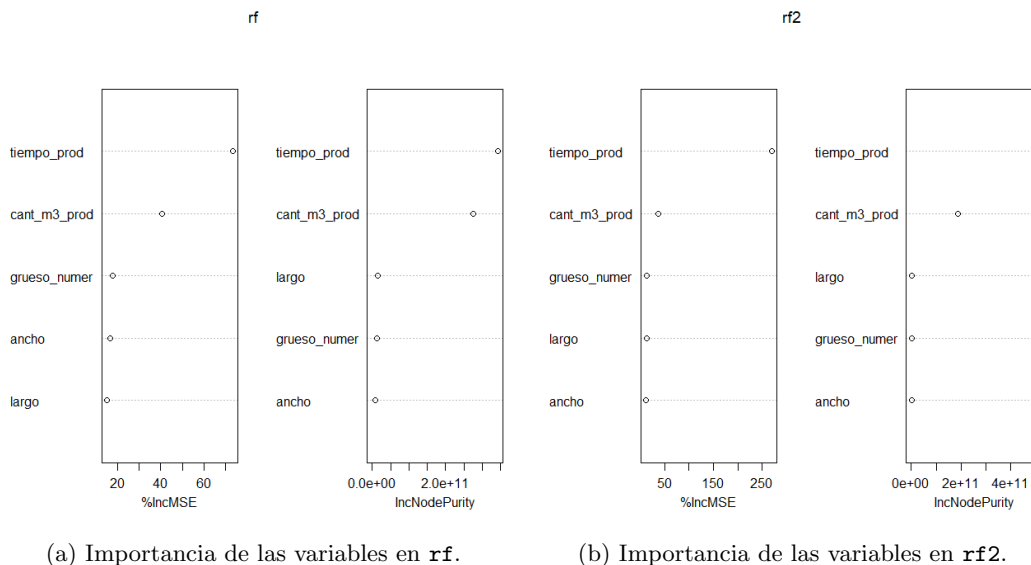 rf
rf2
tiempo_prod
cant_m3_prod
grueso_numer
ancho
largo
20 40 60
%IncMSE
tiempo_prod
cant_m3_prod
largo
grueso_numer
ancho
0.0e+00 2.0e+11
IncNodePurity
tiempo_prod
cant_m3_prod
grueso_numer
largo
ancho
50 150 250
%IncMSE
tiempo_prod
cant_m3_prod
largo
grueso_numer
ancho
0e+00 2e+11 4e+11
IncNodePurity
(a) Importancia de las variables en rf.
(b) Importancia de las variables en rf2.